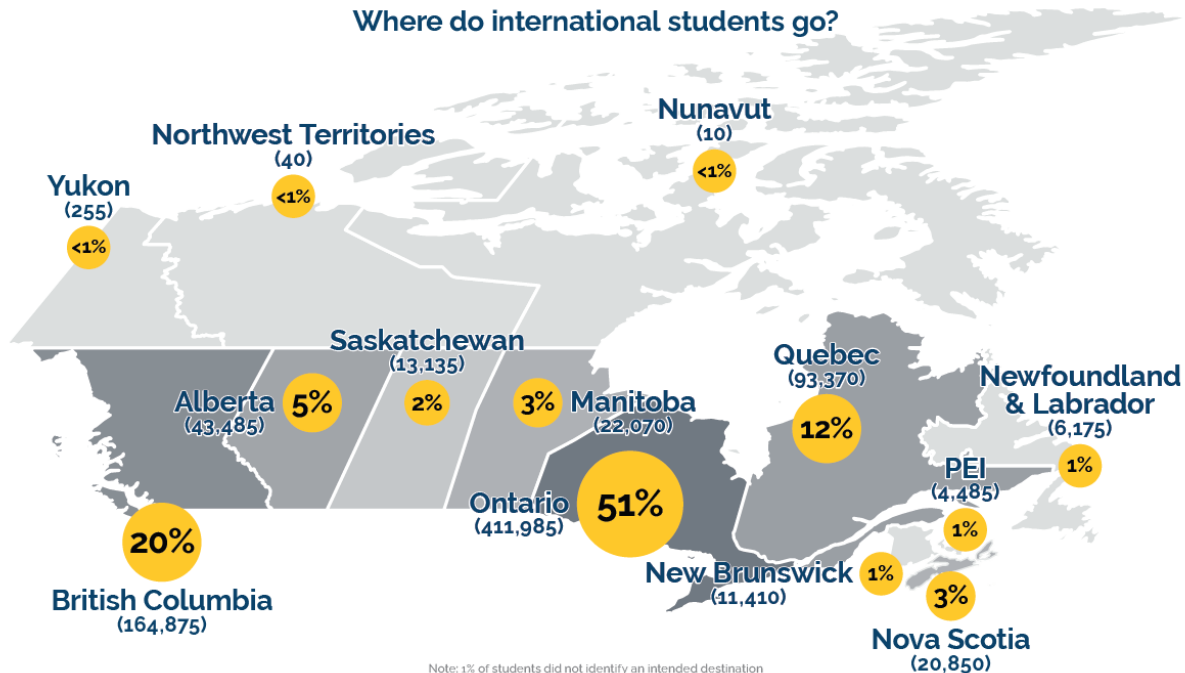 Where do international students go?
Nunavut
(10)
<1%
Northwest Territories
(40)
<1%
Yukon
(255)
<1%
Saskatchewan
(13,135)
2%
Alberta
(43,485)
5%
3%
Manitoba
(22,070)
Quebec
(93,370)
12%
Newfoundland
& Labrador
(6,175)
1%
PEI
(4,485)
1%
Ontario
(411,985)
51%
20%
British Columbia
(164,875)
New Brunswick
(11,410)
1%
3%
Nova Scotia
(20,850)
Note: 1% of students did not identify an intended destination